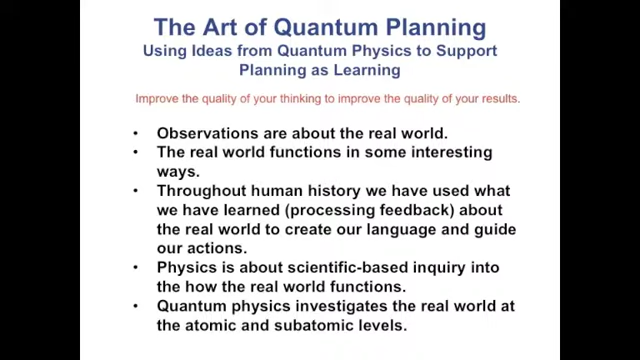 The Art of Quantum Planning
Using Ideas from Quantum Physics to Support
Planning as Learning
Improve the quality of your thinking to improve the quality of your results.
• Observations are about the real world.
• The real world functions in some interesting
ways.
• Throughout human history we have used what
we have learned (processing feedback) about
the real world to create our language and guide
our actions.
• Physics is about scientific-based inquiry into
the how the real world functions.
• Quantum physics investigates the real world at
the atomic and subatomic levels.